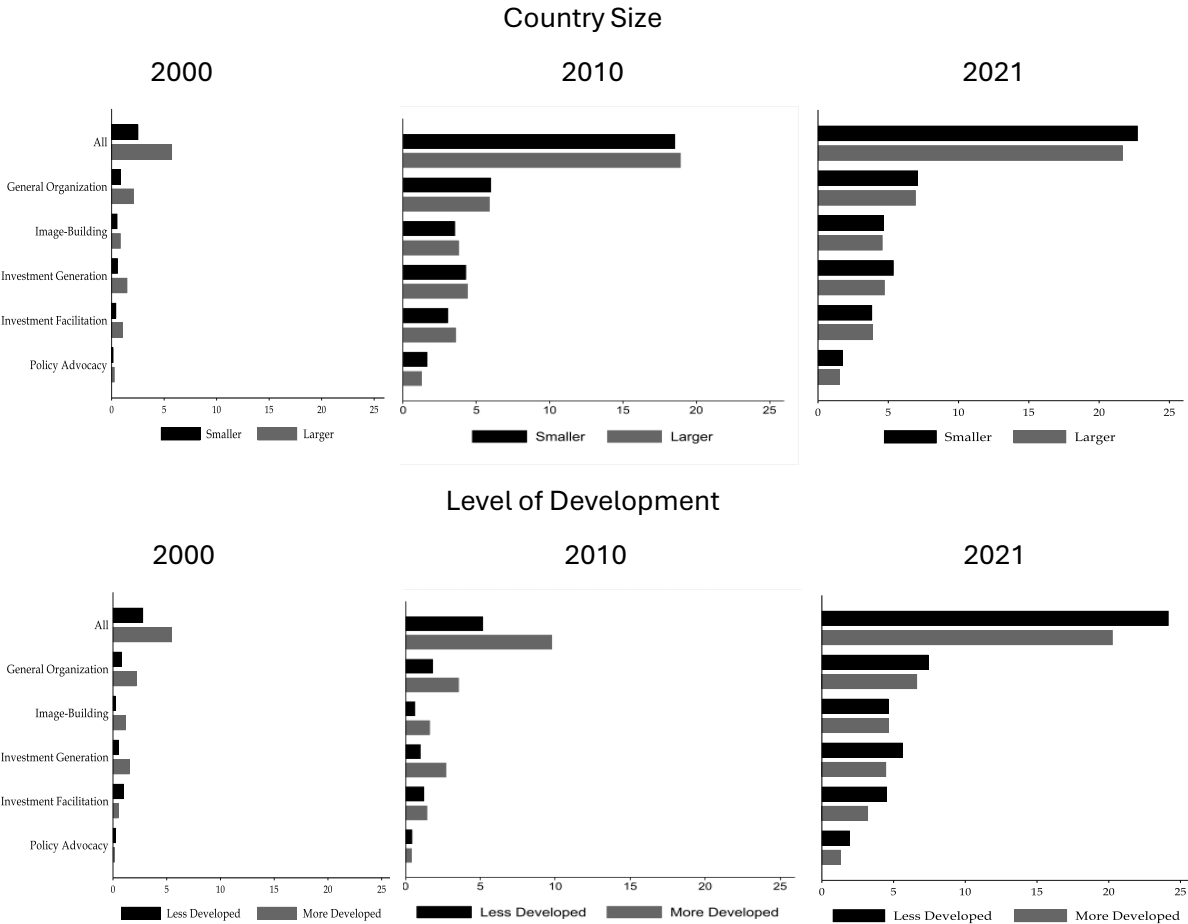 Country Size
2000
2010
2021
All
General Organization
Image-Building
Investment Generation
Investment Facilitation
Policy Advocacy
0 5 10 15 20 25
Smaller Larger
0 5 10 15 20 25
Smaller Larger
0 5 10 15 20 25
Smaller Larger
Level of Development
2000
2010
2021
All
General Organization
Image-Building
Investment Generation
Investment Facilitation
Policy Advocacy
0 5 10 15 20 25
Less Developed More Developed
0 5 10 15 20 25
Less Developed More Developed
0 5 10 15 20 25
Less Developed More Developed